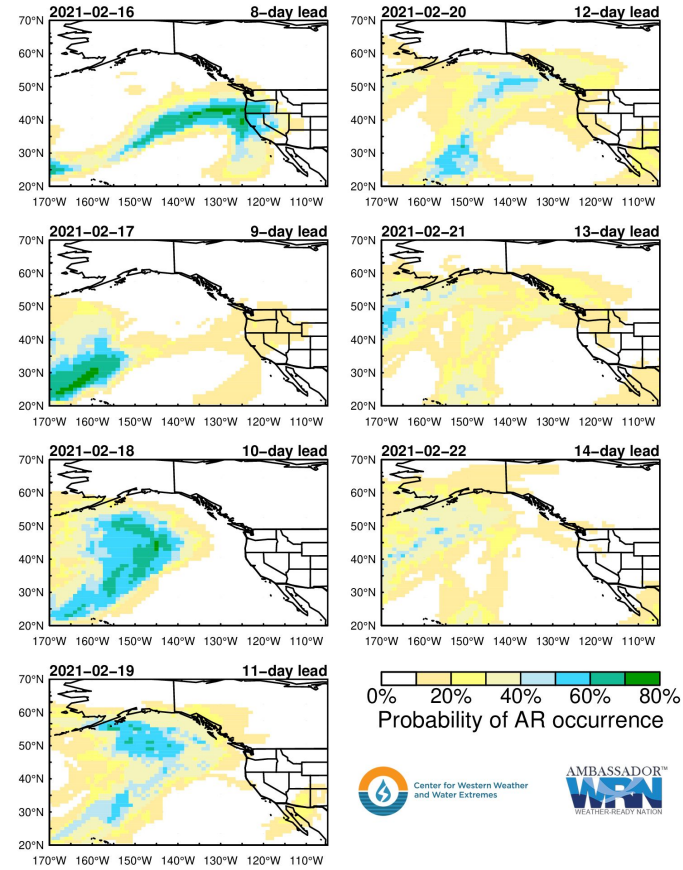 2021-02-16 8-day lead
70°N
60°N
50°N
40°N
30°N
20°N
170°W 160°W 150°W 140°W 130°W 120°W 110°W
2021-02-17 9-day lead
70°N
60°N
50°N
40°N
30°N
20°N
170°W 160°W 150°W 140°W 130°W 120°W 110°W
2021-02-18 10-day lead
70°N
60°N
50°N
40°N
30°N
20°N
170°W 160°W 150°W 140°W 130°W 120°W 110°W
2021-02-19 11-day lead
70°N
60°N
50°N
40°N
30°N
20°N
170°W 160°W 150°W 140°W 130°W 120°W 110°W
2021-02-20 12-day lead
70°N
60°N
50°N
40°N
30°N
20°N
170°W 160°W 150°W 140°W 130°W 120°W 110°W
2021-02-21 13-day lead
70°N
60°N
50°N
40°N
30°N
20°N
170°W 160°W 150°W 140°W 130°W 120°W 110°W
2021-02-22 14-day lead
70°N
60°N
50°N
40°N
30°N
20°N
170°W 160°W 150°W 140°W 130°W 120°W 110°W
0% 20% 40% 60% 80%
Probability of AR occurrence
Center for Western Weather
and Water Extremes
AMBASSADOR™
WRN
WEATHER-READY NATION